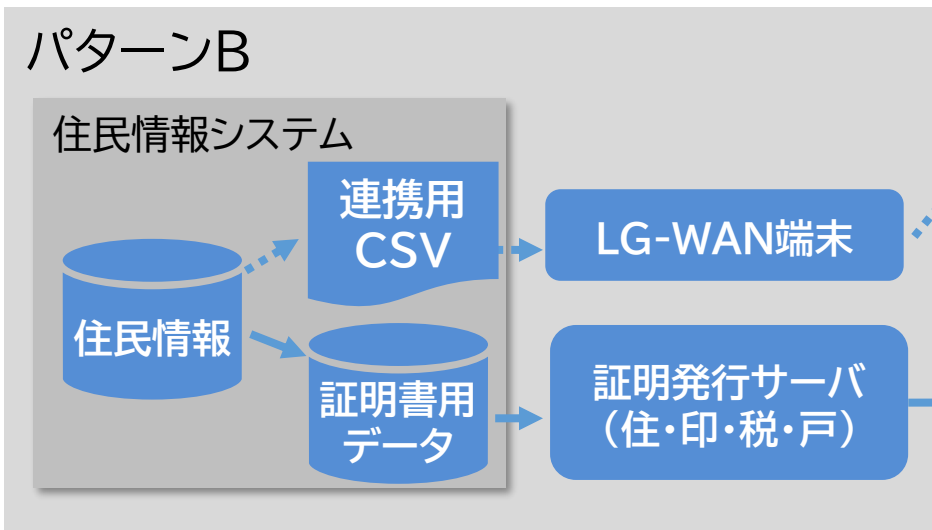 パターンB
住民情報システム
連携用
CSV
LG-WAN端末
住民情報
証明書用
データ
証明発行サーバ
（住・印・税・戸）